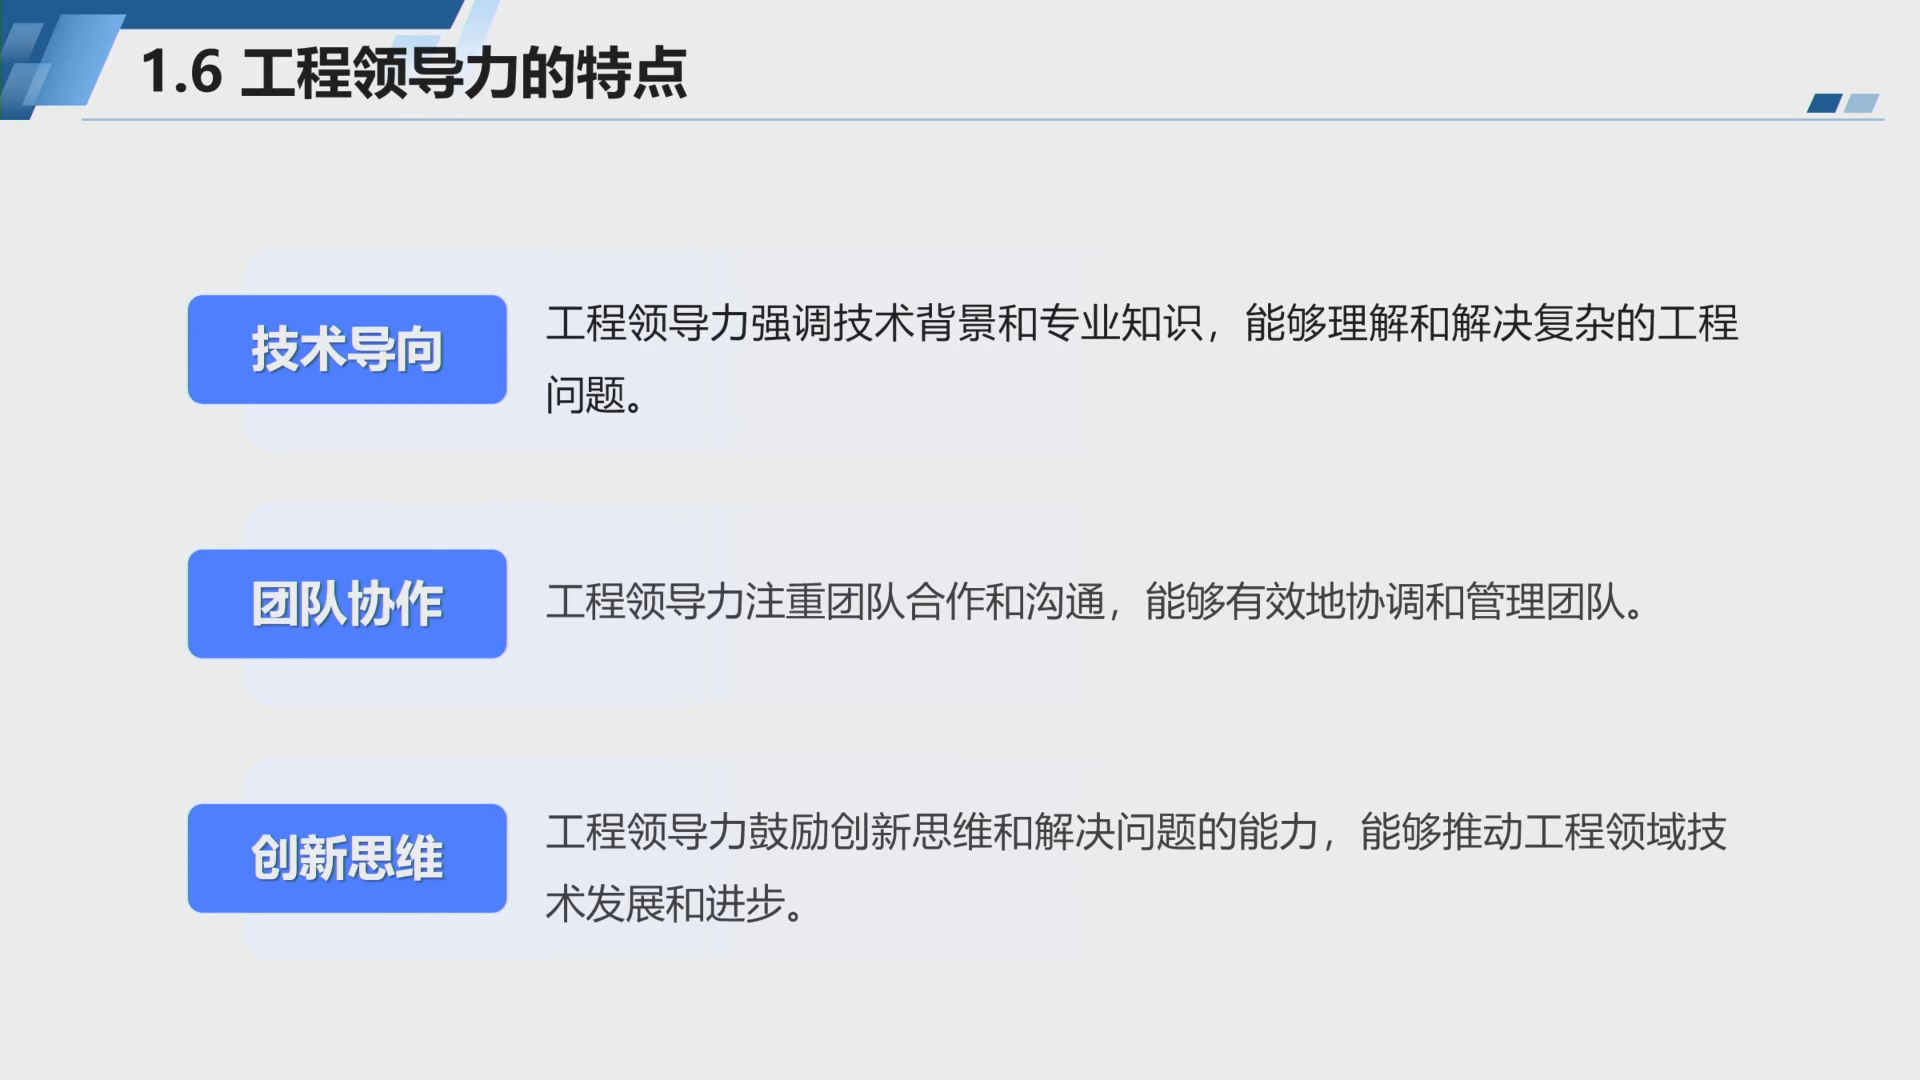 1.6 工程领导力的特点
技术导向
工程领导力强调技术背景和专业知识，能够理解和解决复杂的工程
问题。
团队协作
工程领导力注重团队合作和沟通，能够有效地协调和管理团队。
创新思维
工程领导力鼓励创新思维和解决问题的能力，能够推动工程领域技
术发展和进步。